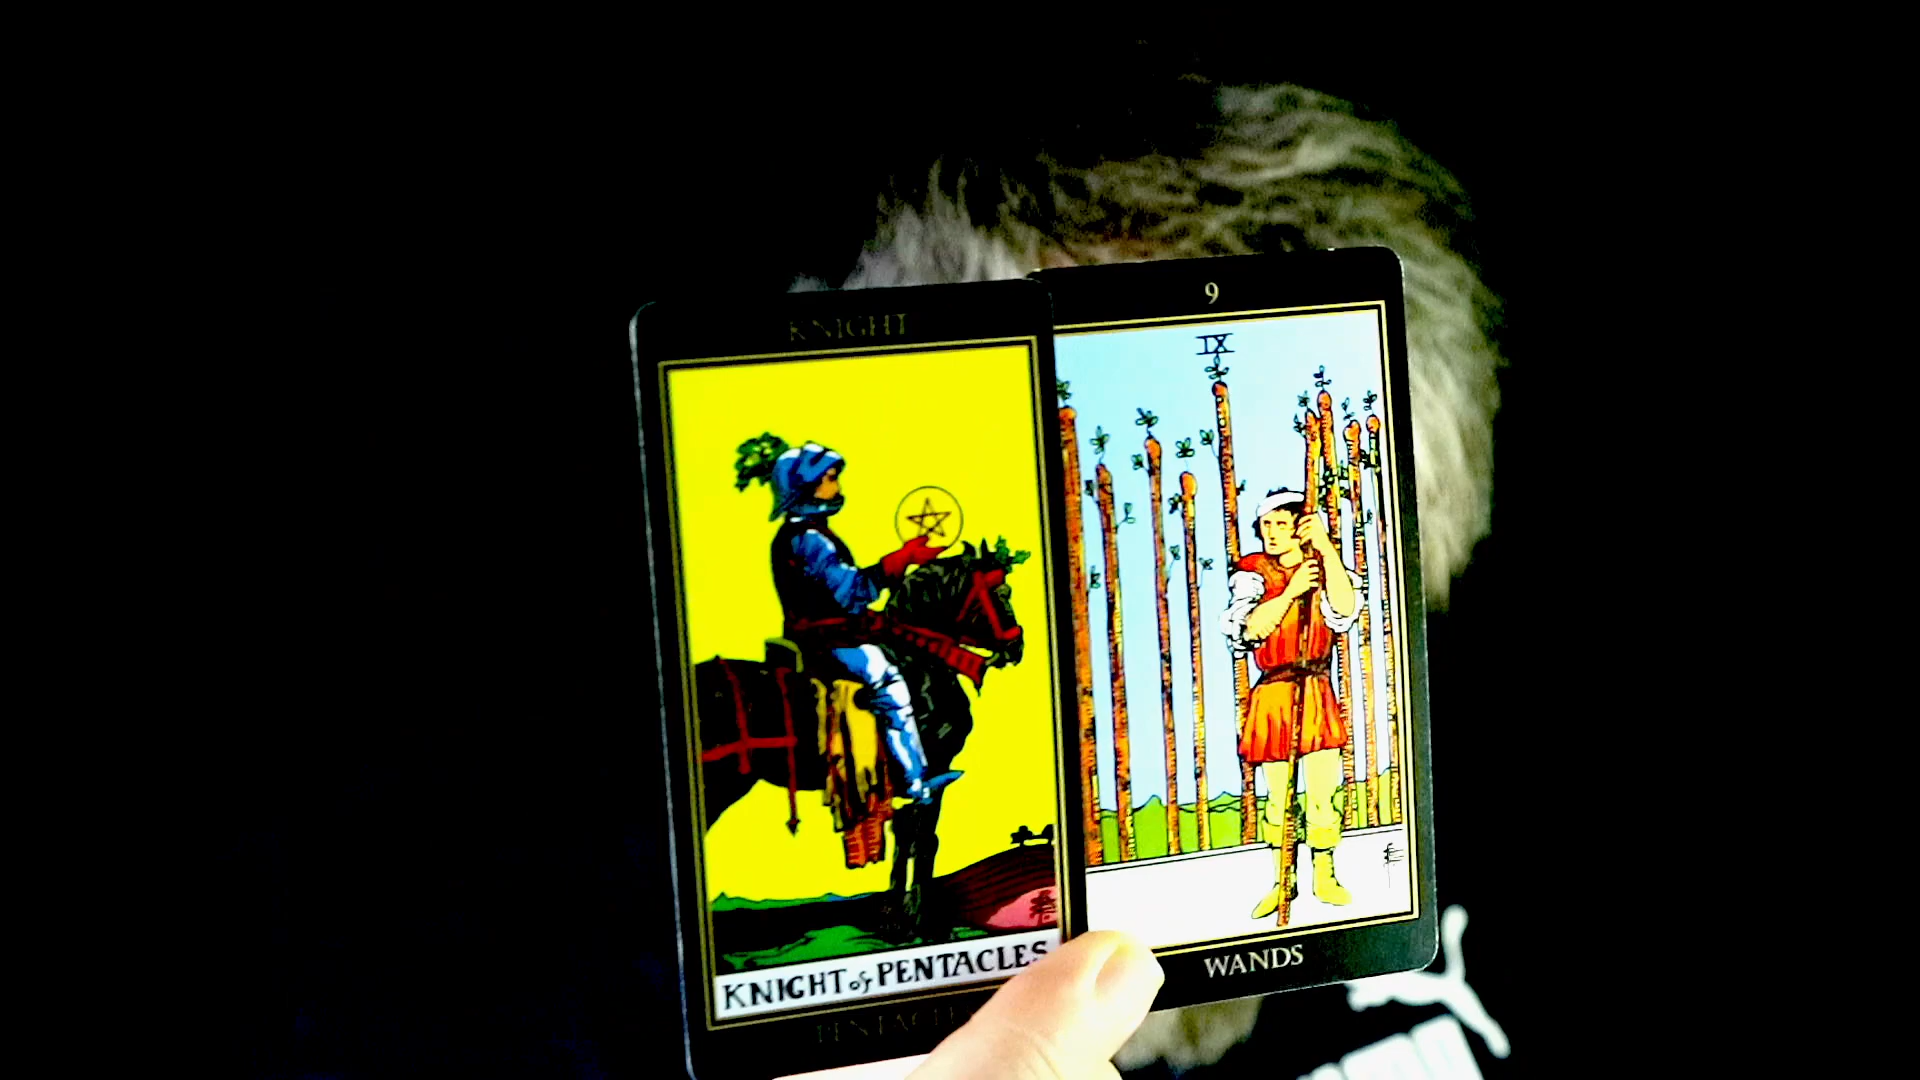 KNIGHT
KNIGHT of PENTACLES
9
IX
WANDS